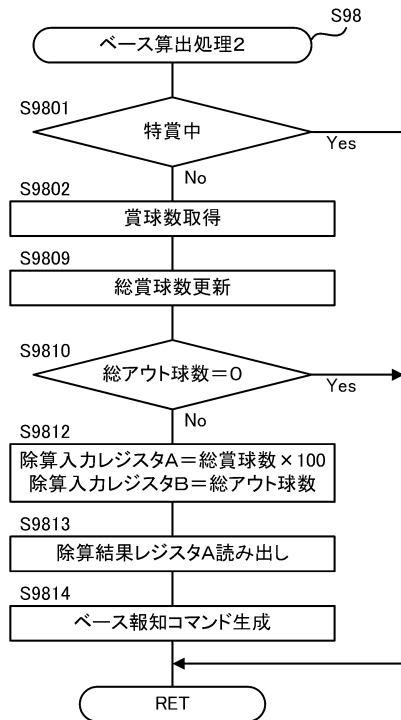 S98
ベース算出処理2
S9801
特賞中
Yes
No
S9802
賞球数取得
S9809
総賞球数更新
S9810
総アウト球数=0
Yes
No
S9812
除算入力レジスタA=総賞球数×100
除算入力レジスタB=総アウト球数
S9813
除算結果レジスタA読み出し
S9814
ベース報知コマンド生成
RET